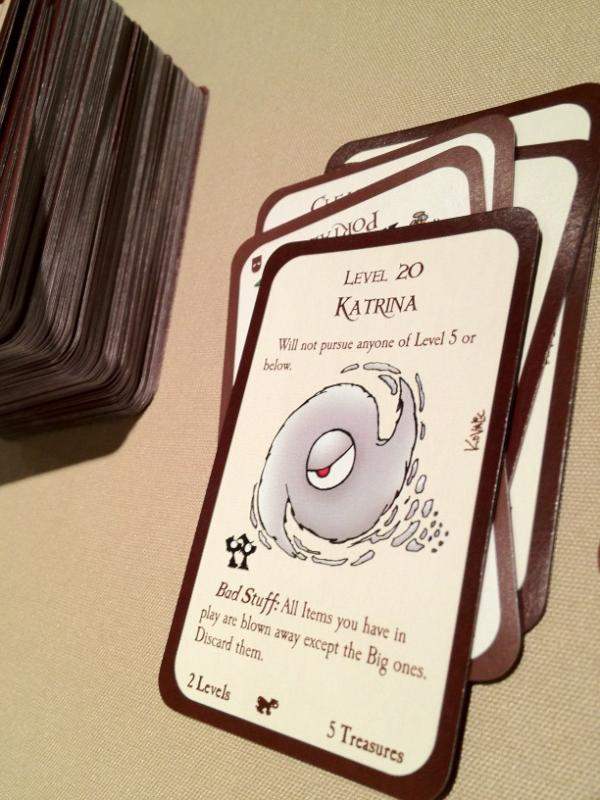 LEVEL 20
KATRINA
Will not pursue anyone of Level 5 or
below.
KOVALIC
Bad Stuff: All Items you have in
play are blown away except the Big ones.
Discard them.
2 Levels
5 Treasures